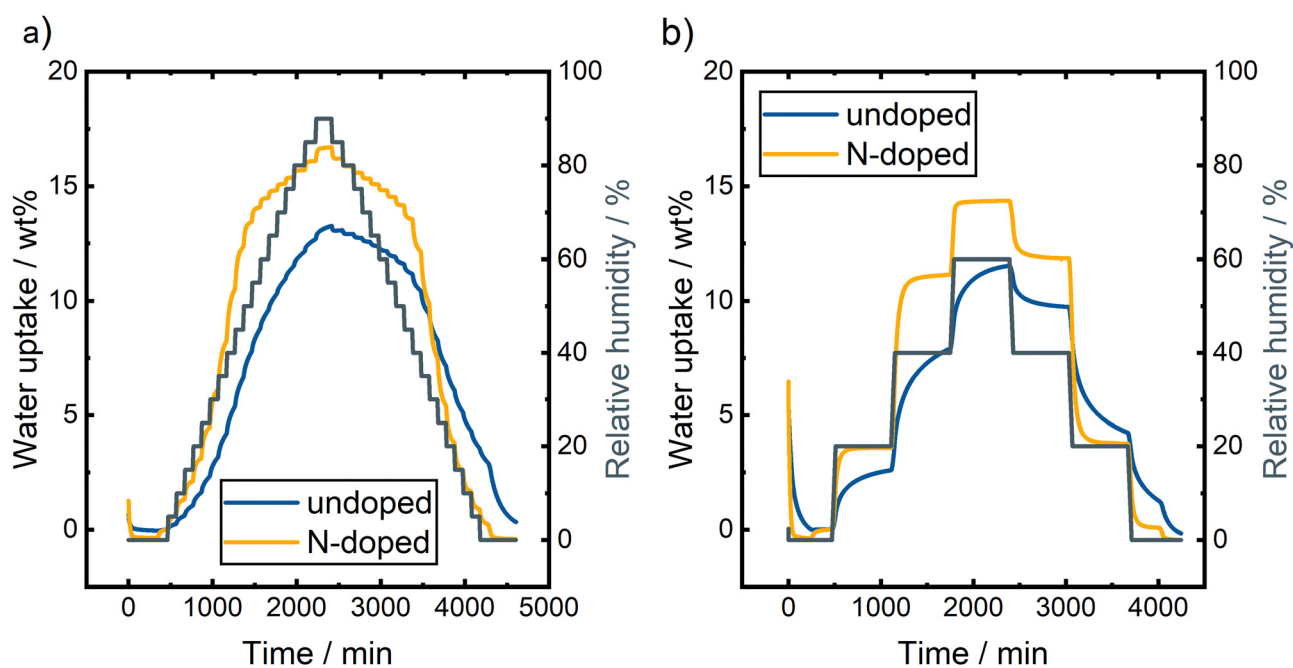 a)
20
15
10
5
0
Water uptake / wt%
100
80
60
40
20
0
Relative humidity / %
undoped
N-doped
0 1000 2000 3000 4000 5000
Time / min
b)
20
15
10
5
0
Water uptake / wt%
undoped
N-doped
100
80
60
40
20
0
Relative humidity / %
0 1000 2000 3000 4000
Time / min